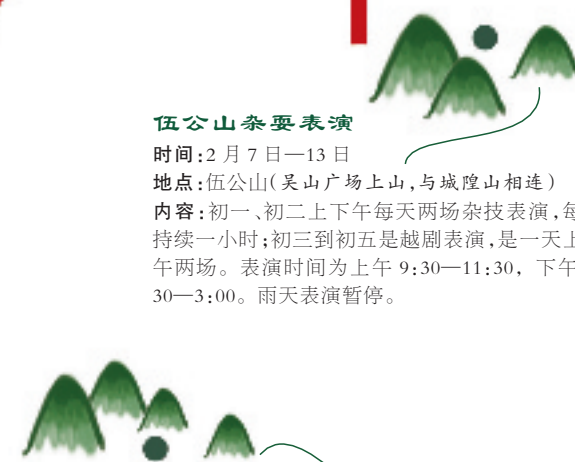 伍公山杂耍表演
时间:2 月 7 日—13 日
地点:伍公山(吴山广场上山,与城隍山相连)
内容:初一、初二上下午每天两场杂技表演,每
持续一小时;初三到初五是越剧表演,是一天上
午两场。表演时间为上午 9:30—11:30, 下午
30—3:00。雨天表演暂停。